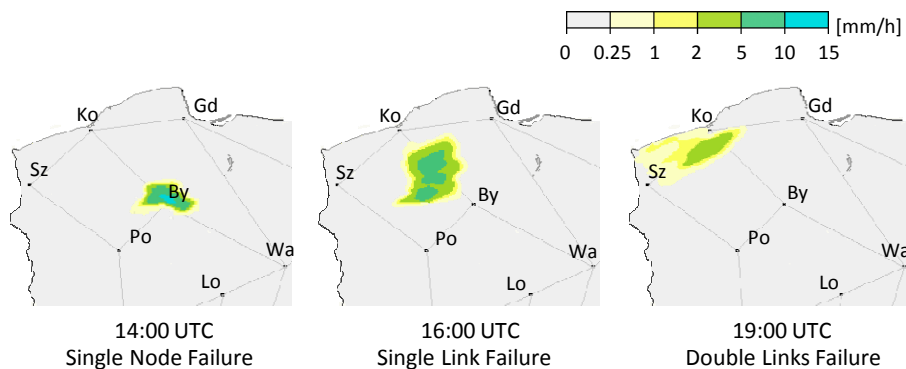 [mm/h]
0 0.25 1 2 5 10 15
Ko Gd Ko Gd Ko Gd
Sz By Sz By Sz By
Po Wa Po Wa Po Wa
Lo Lo Lo
14:00 UTC 16:00 UTC 19:00 UTC
Single Node Failure Single Link Failure Double Links Failure